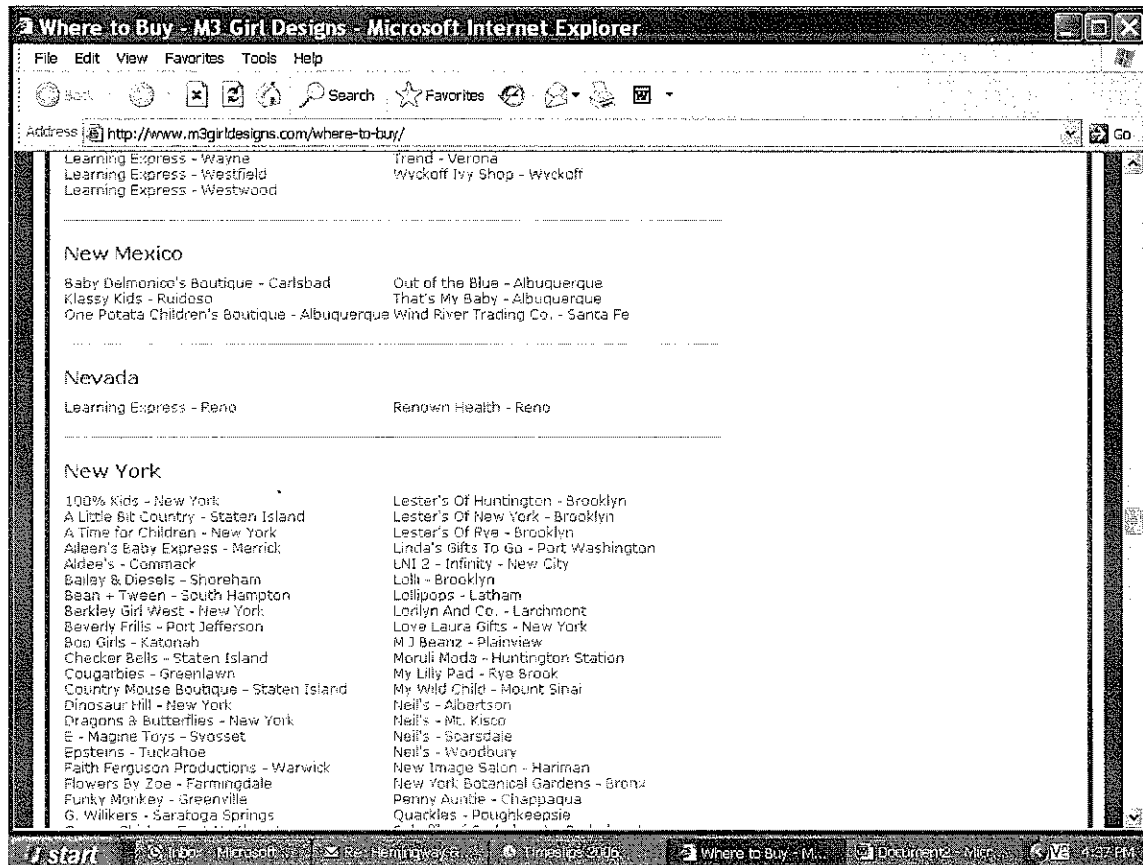 Where to Buy - M3 Girl Designs - Microsoft Internet Explorer
File Edit View Favorites Tools Help
Back Search Favorites
Address http://www.m3girldesigns.com/where-to-buy/ Go
Learning Express - Wayne Trend - Verona
Learning Express - Westfield Wyckoff Ivy Shop - Wyckoff
Learning Express - Westwood
New Mexico
Baby Delmonico's Boutique - Carlsbad Out of the Blue - Albuquerque
Klassy Kids - Ruidoso That's My Baby - Albuquerque
One Potata Children's Boutique - Albuquerque Wind River Trading Co. - Santa Fe
Nevada
Learning Express - Reno Renown Health - Reno
New York
100% Kids - New York Lester's Of Huntington - Brooklyn
A Little Bit Country - Staten Island Lester's Of New York - Brooklyn
A Time for Children - New York Lester's Of Rye - Brooklyn
Aileen's Baby Express - Merrick Linda's Gifts To Go - Port Washington
Aldee's - Commack LNI 2 - Infinity - New City
Bailey & Diesels - Shoreham Lolli - Brooklyn
Bean + Tween - South Hampton Lollipops - Latham
Berkley Girl West - New York Lorilyn And Co. - Larchmont
Beverly Frills - Port Jefferson Love Laura Gifts - New York
Boo Girls - Katonah M J Beanz - Plainview
Checker Bells - Staten Island Moruli Moda - Huntington Station
Cougarbies - Greenlawn My Lilly Pad - Rye Brook
Country Mouse Boutique - Staten Island My Wild Child - Mount Sinai
Dinosaur Hill - New York Neil's - Albertson
Dragons & Butterflies - New York Neil's - Mt. Kisco
E - Magine Toys - Syosset Neil's - Scarsdale
Epsteins - Tuckahoe Neil's - Woodbury
Faith Ferguson Productions - Warwick New Image Salon - Hariman
Flowers By Zoe - Farmingdale New York Botanical Gardens - Bronx
Funky Monkey - Greenville Penny Auntie - Chappaqua
G. Wilikers - Saratoga Springs Quackles - Poughkeepsie
start Inbox - Microsoft ... Re: Hemingway's ... Timeslips 2006 Where to Buy - M... Document2 - Micr... 4:37 PM